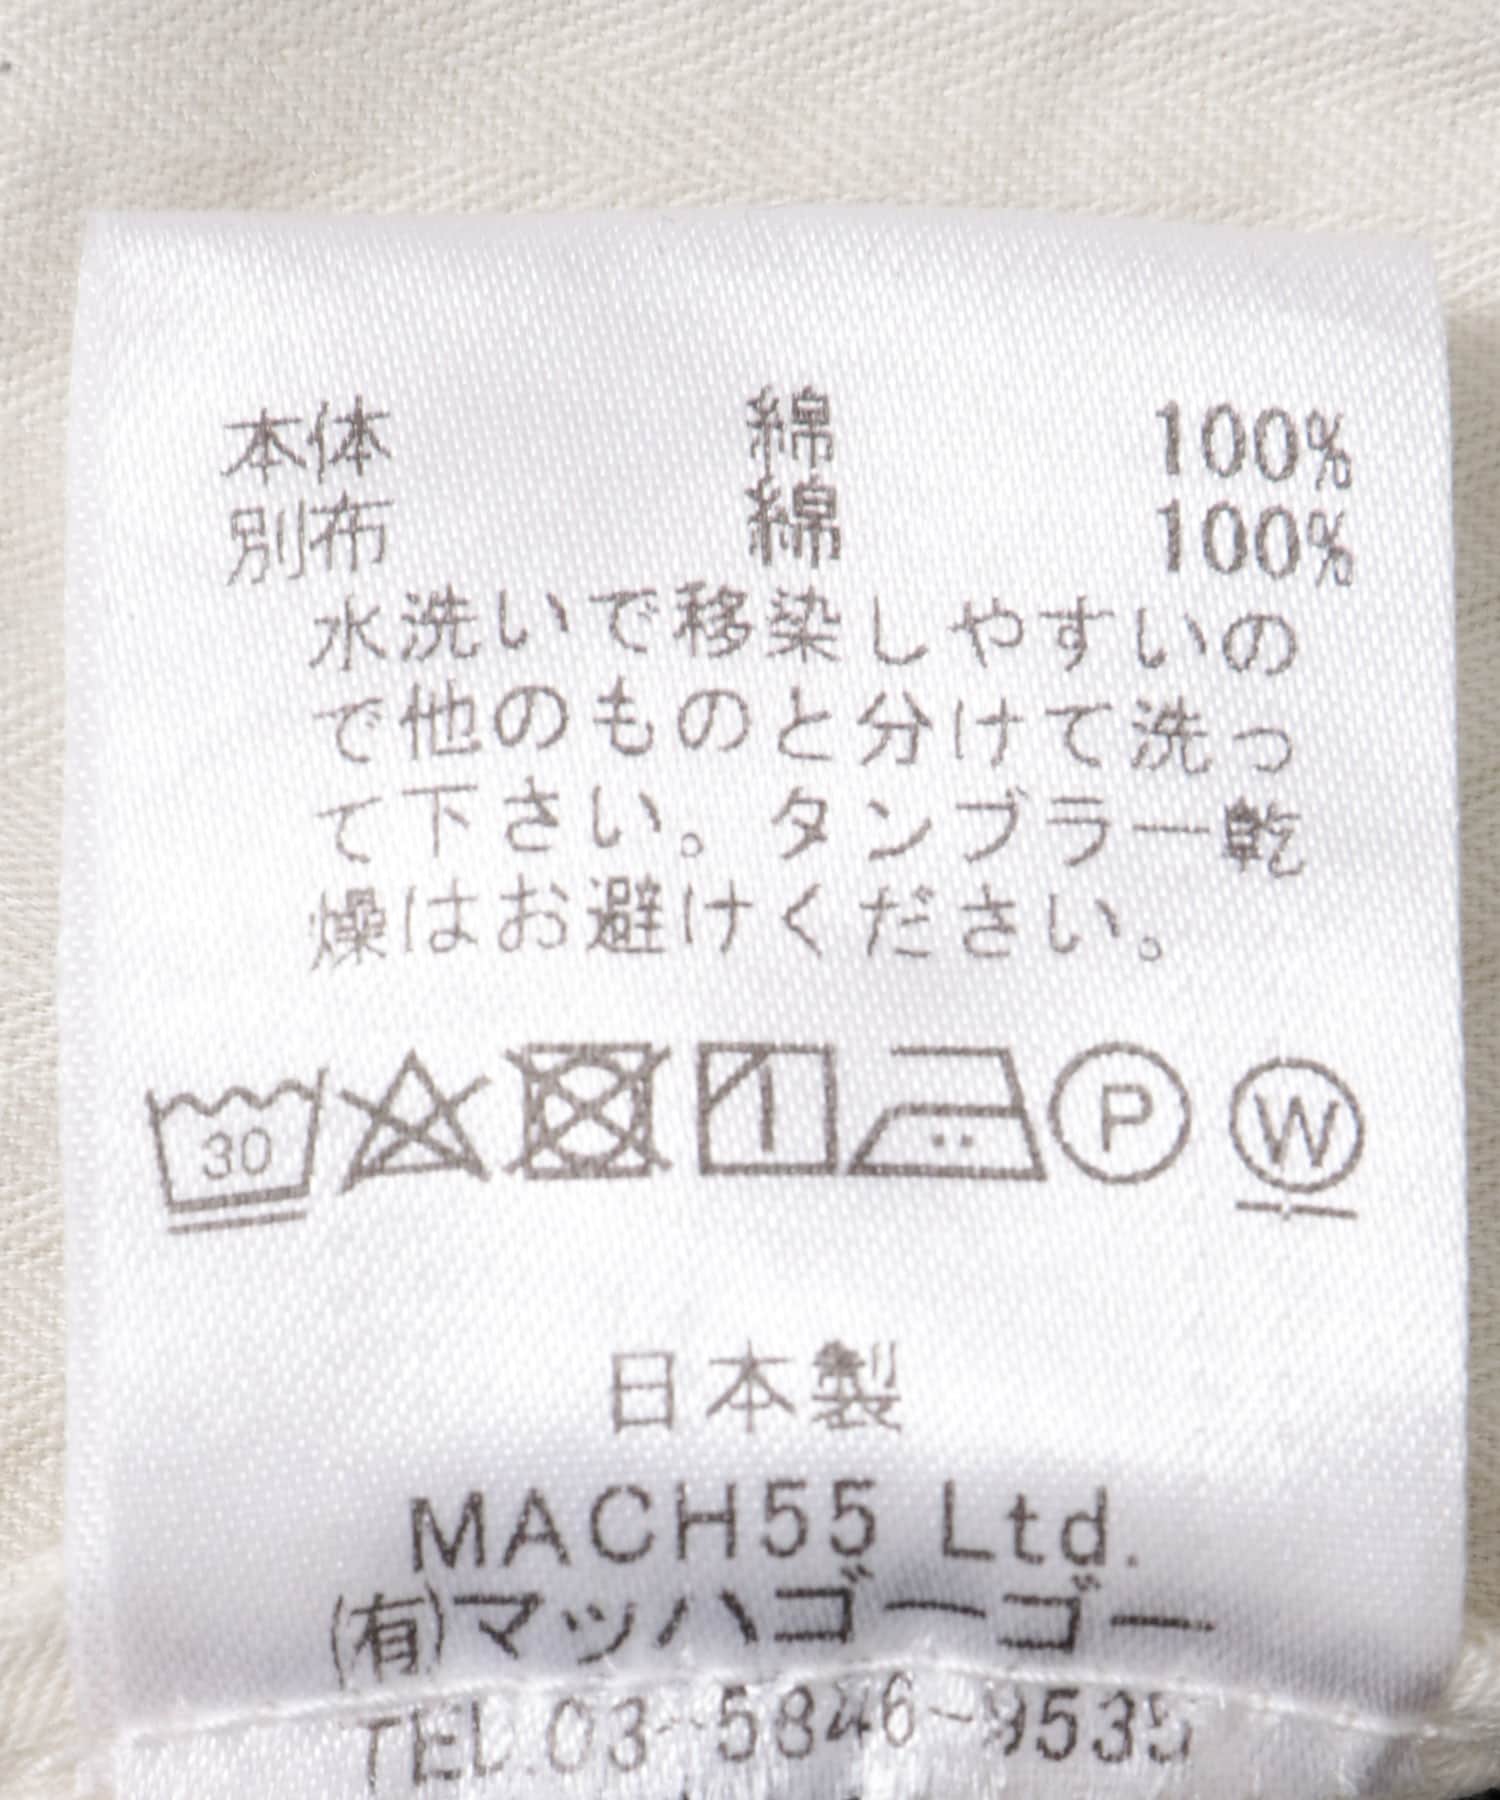 本体 綿 100%
別布 綿 100%
水洗いで移染しやすいの
で他のものと分けて洗っ
て下さい。タンブラー乾
燥はお避けください。
30 P W
日本製
MACH55 Ltd.
(有)マッハゴーゴー
TEL.03-5846-9535